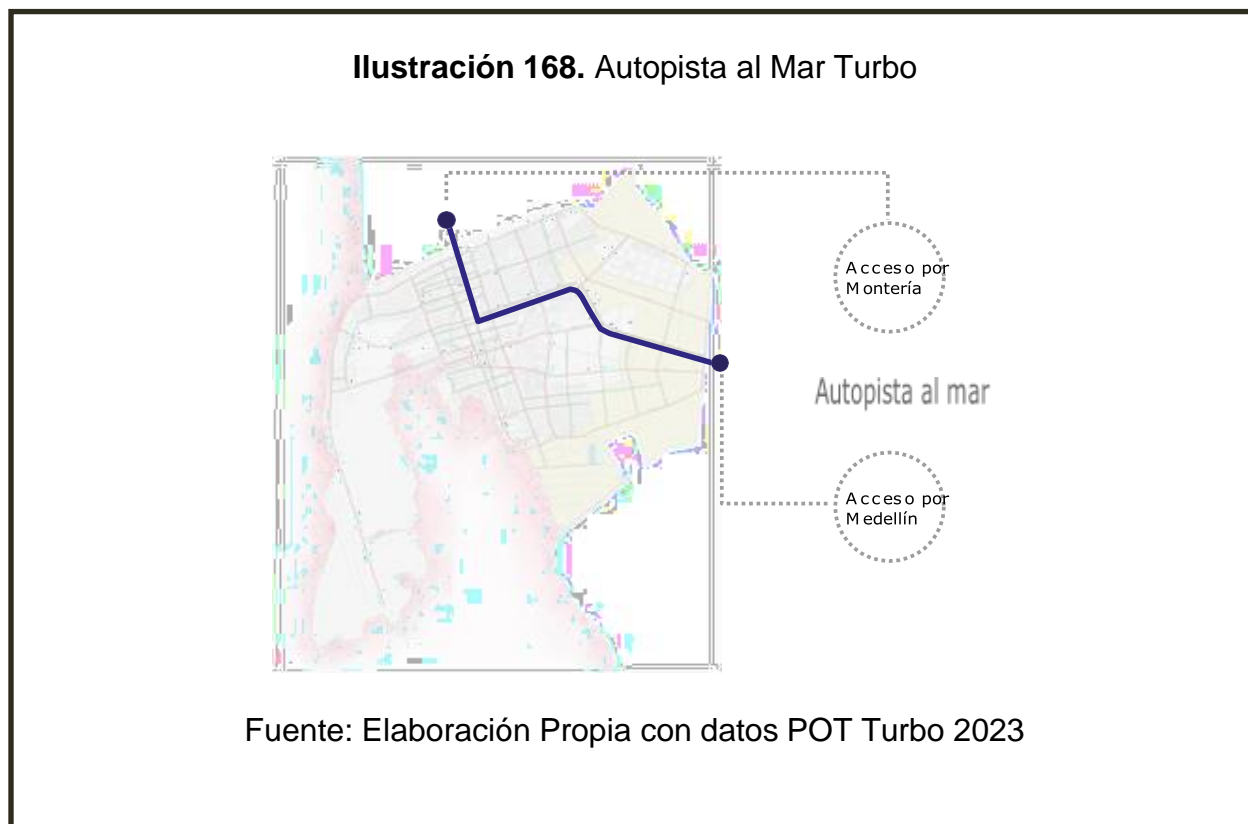 Ilustración 168. Autopista al Mar Turbo
Acceso por
Montería
Autopista al mar
Acceso por
Medellín
Fuente: Elaboración Propia con datos POT Turbo 2023